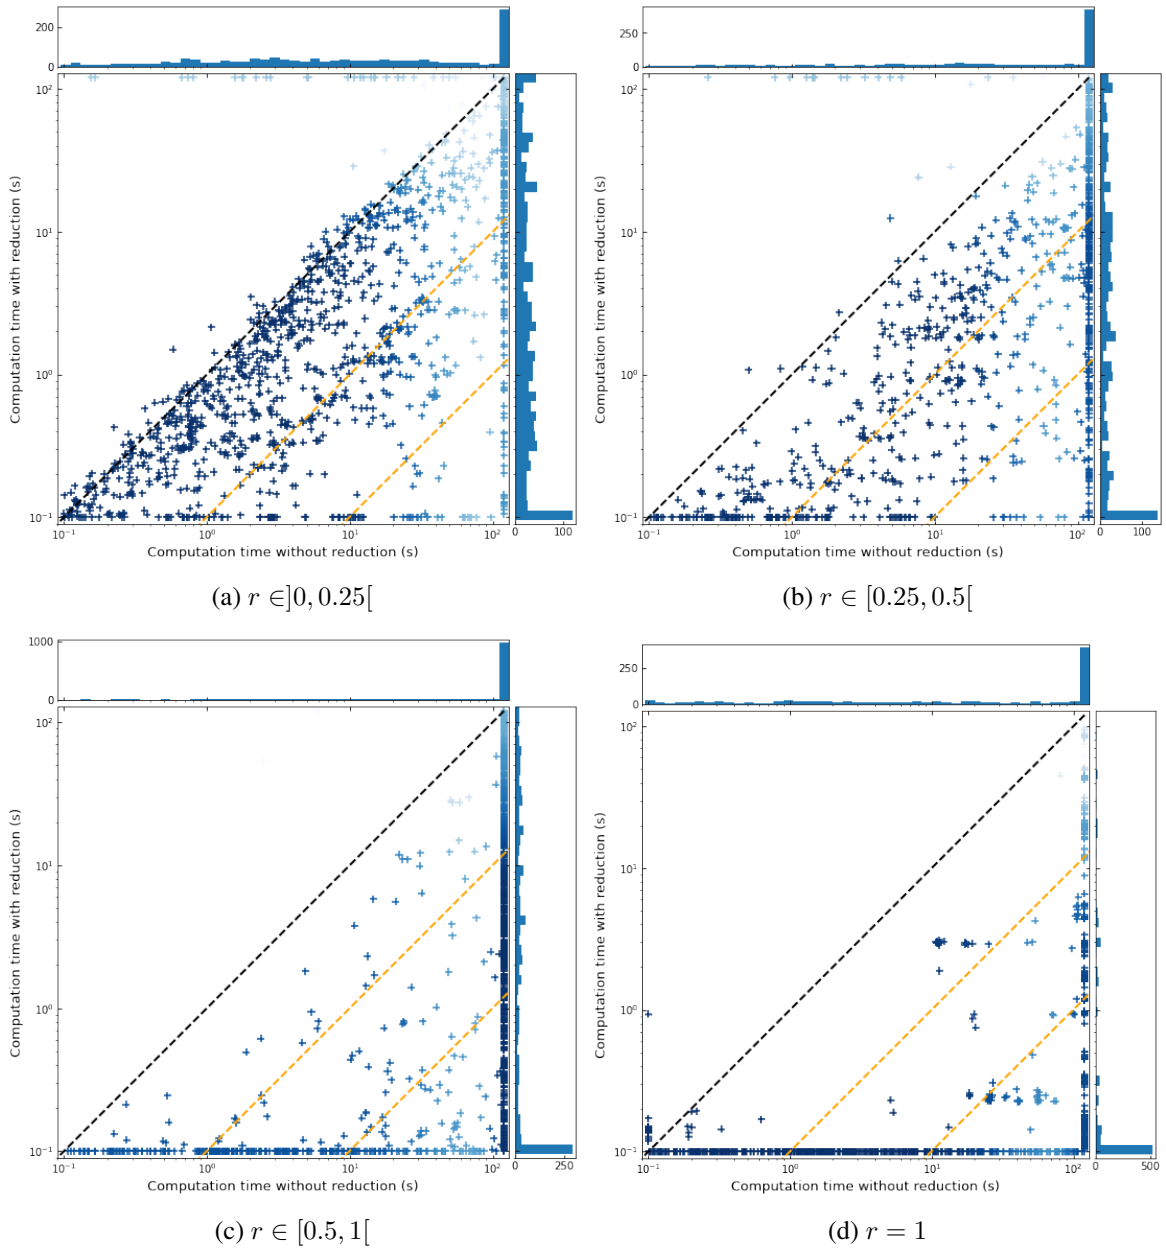 200
0
250
0
10²
10¹
10⁰
10⁻¹
Computation time with reduction (s)
10⁻¹ 10⁰ 10¹ 10² 0 100
Computation time without reduction (s)
10²
10¹
10⁰
10⁻¹
Computation time with reduction (s)
10⁻¹ 10⁰ 10¹ 10² 0 100
Computation time without reduction (s)
(a) r ∈]0, 0.25[
(b) r ∈ [0.25, 0.5[
1000
0
250
0
10²
10¹
10⁰
10⁻¹
Computation time with reduction (s)
10⁻¹ 10⁰ 10¹ 10² 0 250
Computation time without reduction (s)
10²
10¹
10⁰
10⁻¹
Computation time with reduction (s)
10⁻¹ 10⁰ 10¹ 10² 0 500
Computation time without reduction (s)
(c) r ∈ [0.5, 1[
(d) r = 1